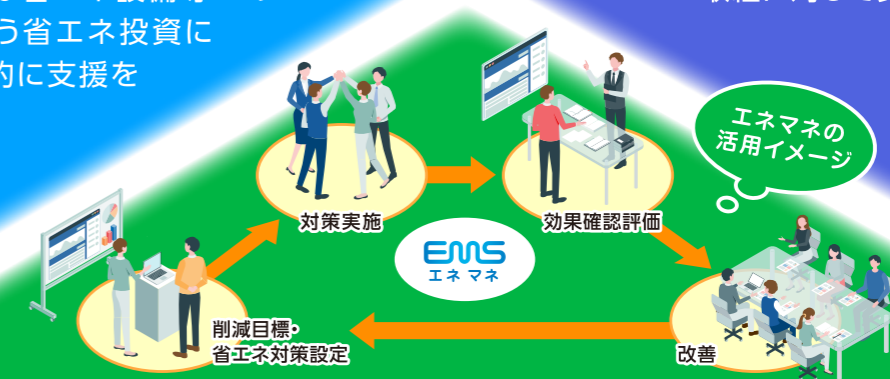 う省エネ投資に
的に支援を
エネマネの
活用イメージ
対策実施
効果確認評価
EMS
エネマネ
削減目標・
省エネ対策設定
改善